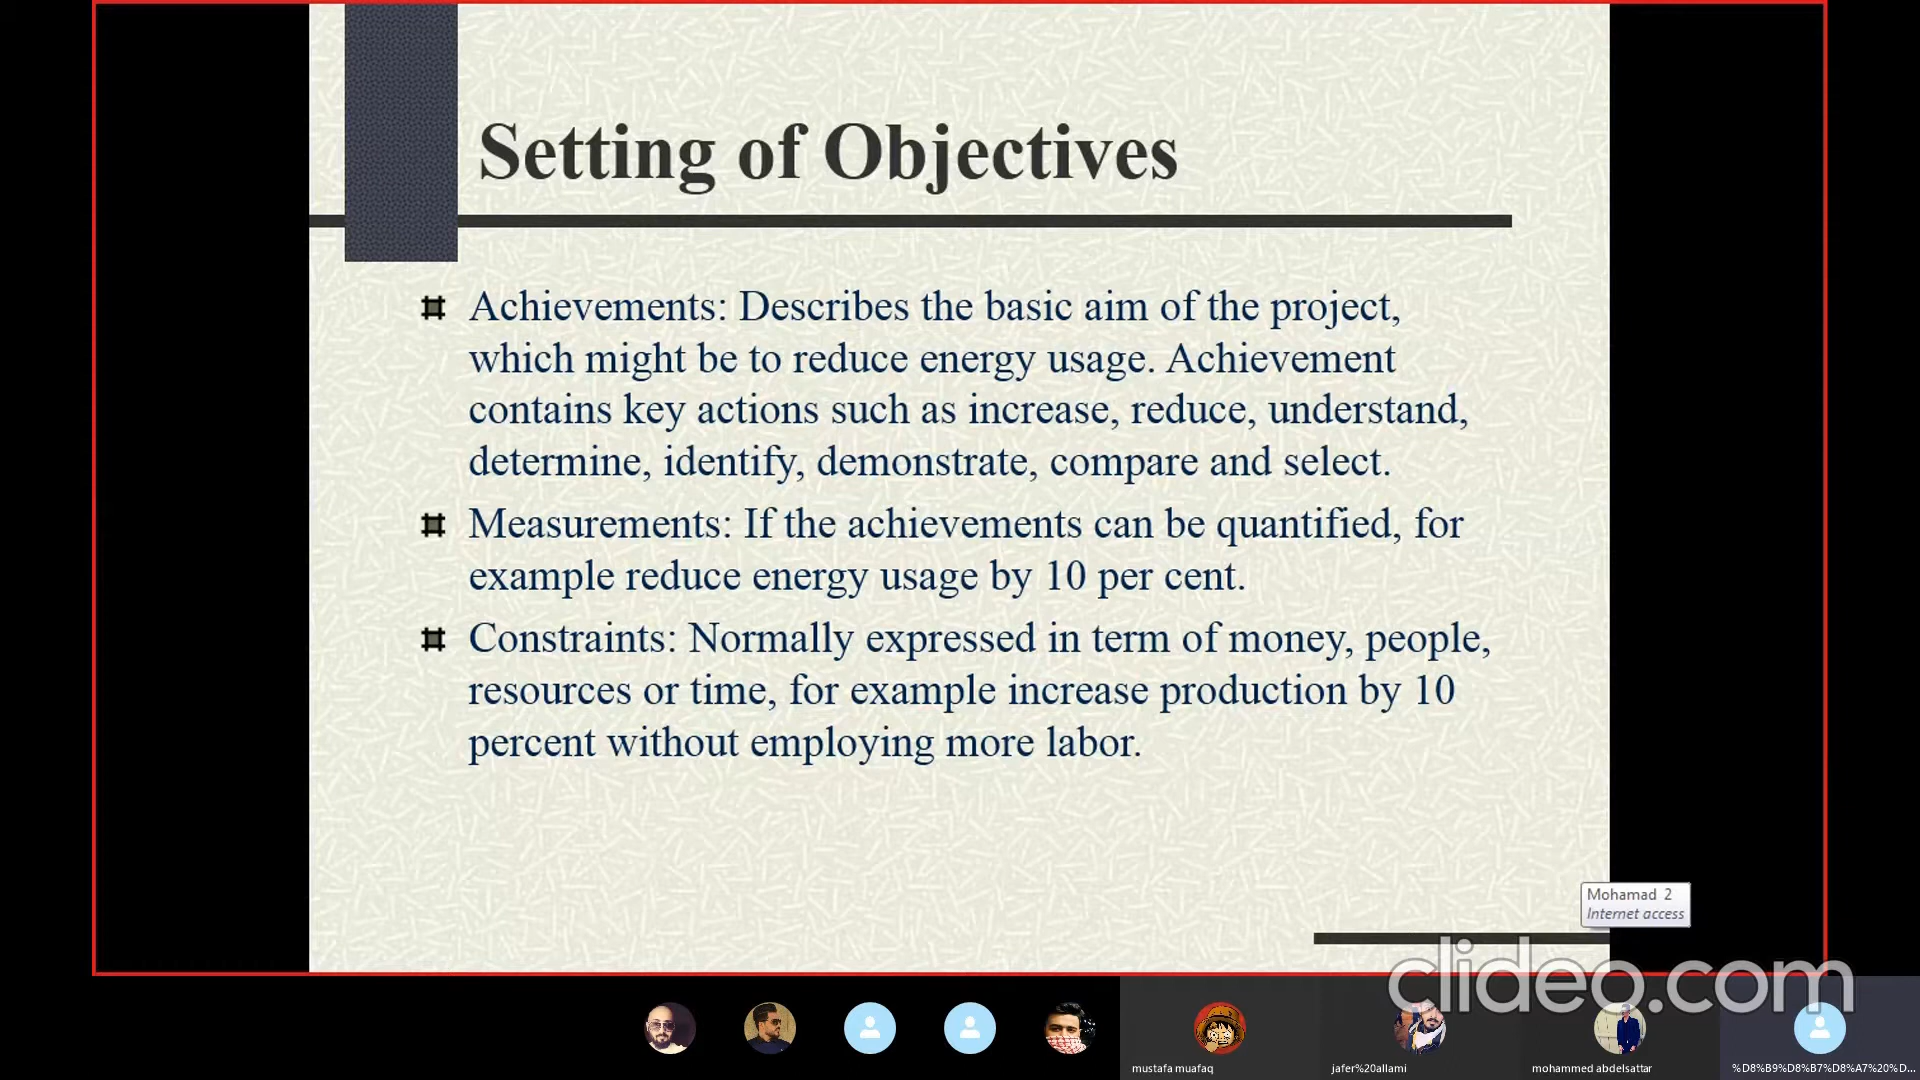 Setting of Objectives
Achievements: Describes the basic aim of the project,
which might be to reduce energy usage. Achievement
contains key actions such as increase, reduce, understand,
determine, identify, demonstrate, compare and select.
Measurements: If the achievements can be quantified, for
example reduce energy usage by 10 per cent.
Constraints: Normally expressed in term of money, people,
resources or time, for example increase production by 10
percent without employing more labor.
Mohamad 2
Internet access
clideo.com
mustafa muafaq
jafer%20allami
mohammed abdelsattar
%D8%B9%D8%B7%D8%A7%20%D...